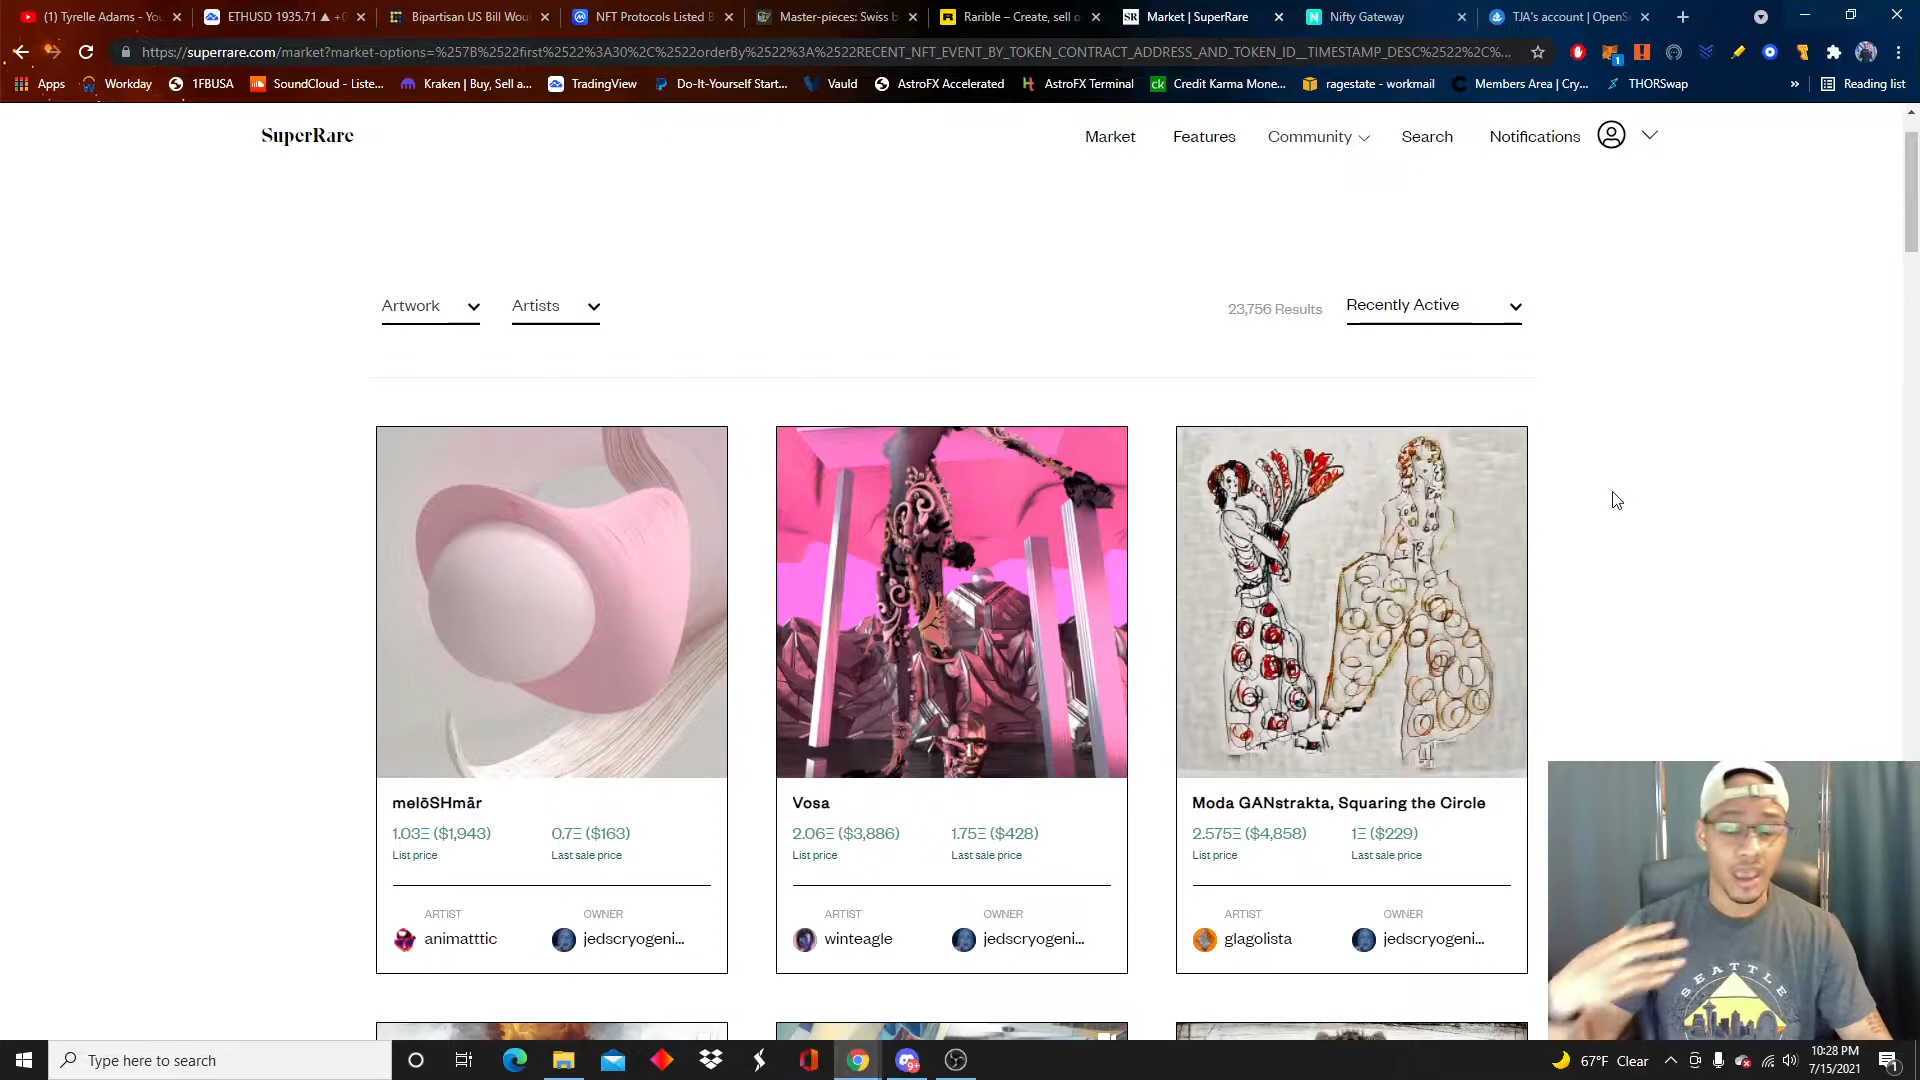 (1) Tyrelle Adams - You
ETHUSD 1935.71 ▲ +0
Bipartisan US Bill Wou
NFT Protocols Listed B
Master-pieces: Swiss b
Rarible – Create, sell o
SR Market | SuperRare
N Nifty Gateway
TJA's account | OpenS
https://superrare.com/market?market-options=%257B%2522first%2522%3A30%2C%2522orderBy%2522%3A%2522RECENT_NFT_EVENT_BY_TOKEN_CONTRACT_ADDRESS_AND_TOKEN_ID__TIMESTAMP_DESC%2522%2C%...
Apps
Workday
1FBUSA
SoundCloud - Liste...
Kraken | Buy, Sell a...
TradingView
Do-It-Yourself Start...
Vauld
AstroFX Accelerated
AstroFX Terminal
ck Credit Karma Mone...
ragestate - workmail
Members Area | Cry...
THORSwap
»
Reading list
SuperRare
Market
Features
Community
Search
Notifications
Artwork
Artists
23,756 Results
Recently Active
melōSHmär
1.03Ξ ($1,943)
0.7Ξ ($163)
List price
Last sale price
ARTIST
OWNER
animatttic
jedscryogeni...
Vosa
2.06Ξ ($3,886)
1.75Ξ ($428)
List price
Last sale price
ARTIST
OWNER
winteagle
jedscryogeni...
Moda GANstrakta, Squaring the Circle
2.575Ξ ($4,858)
1Ξ ($229)
List price
Last sale price
ARTIST
OWNER
glagolista
jedscryogeni...
SEATTLE
Type here to search
9+
67°F Clear
10:28 PM
7/15/2021
1